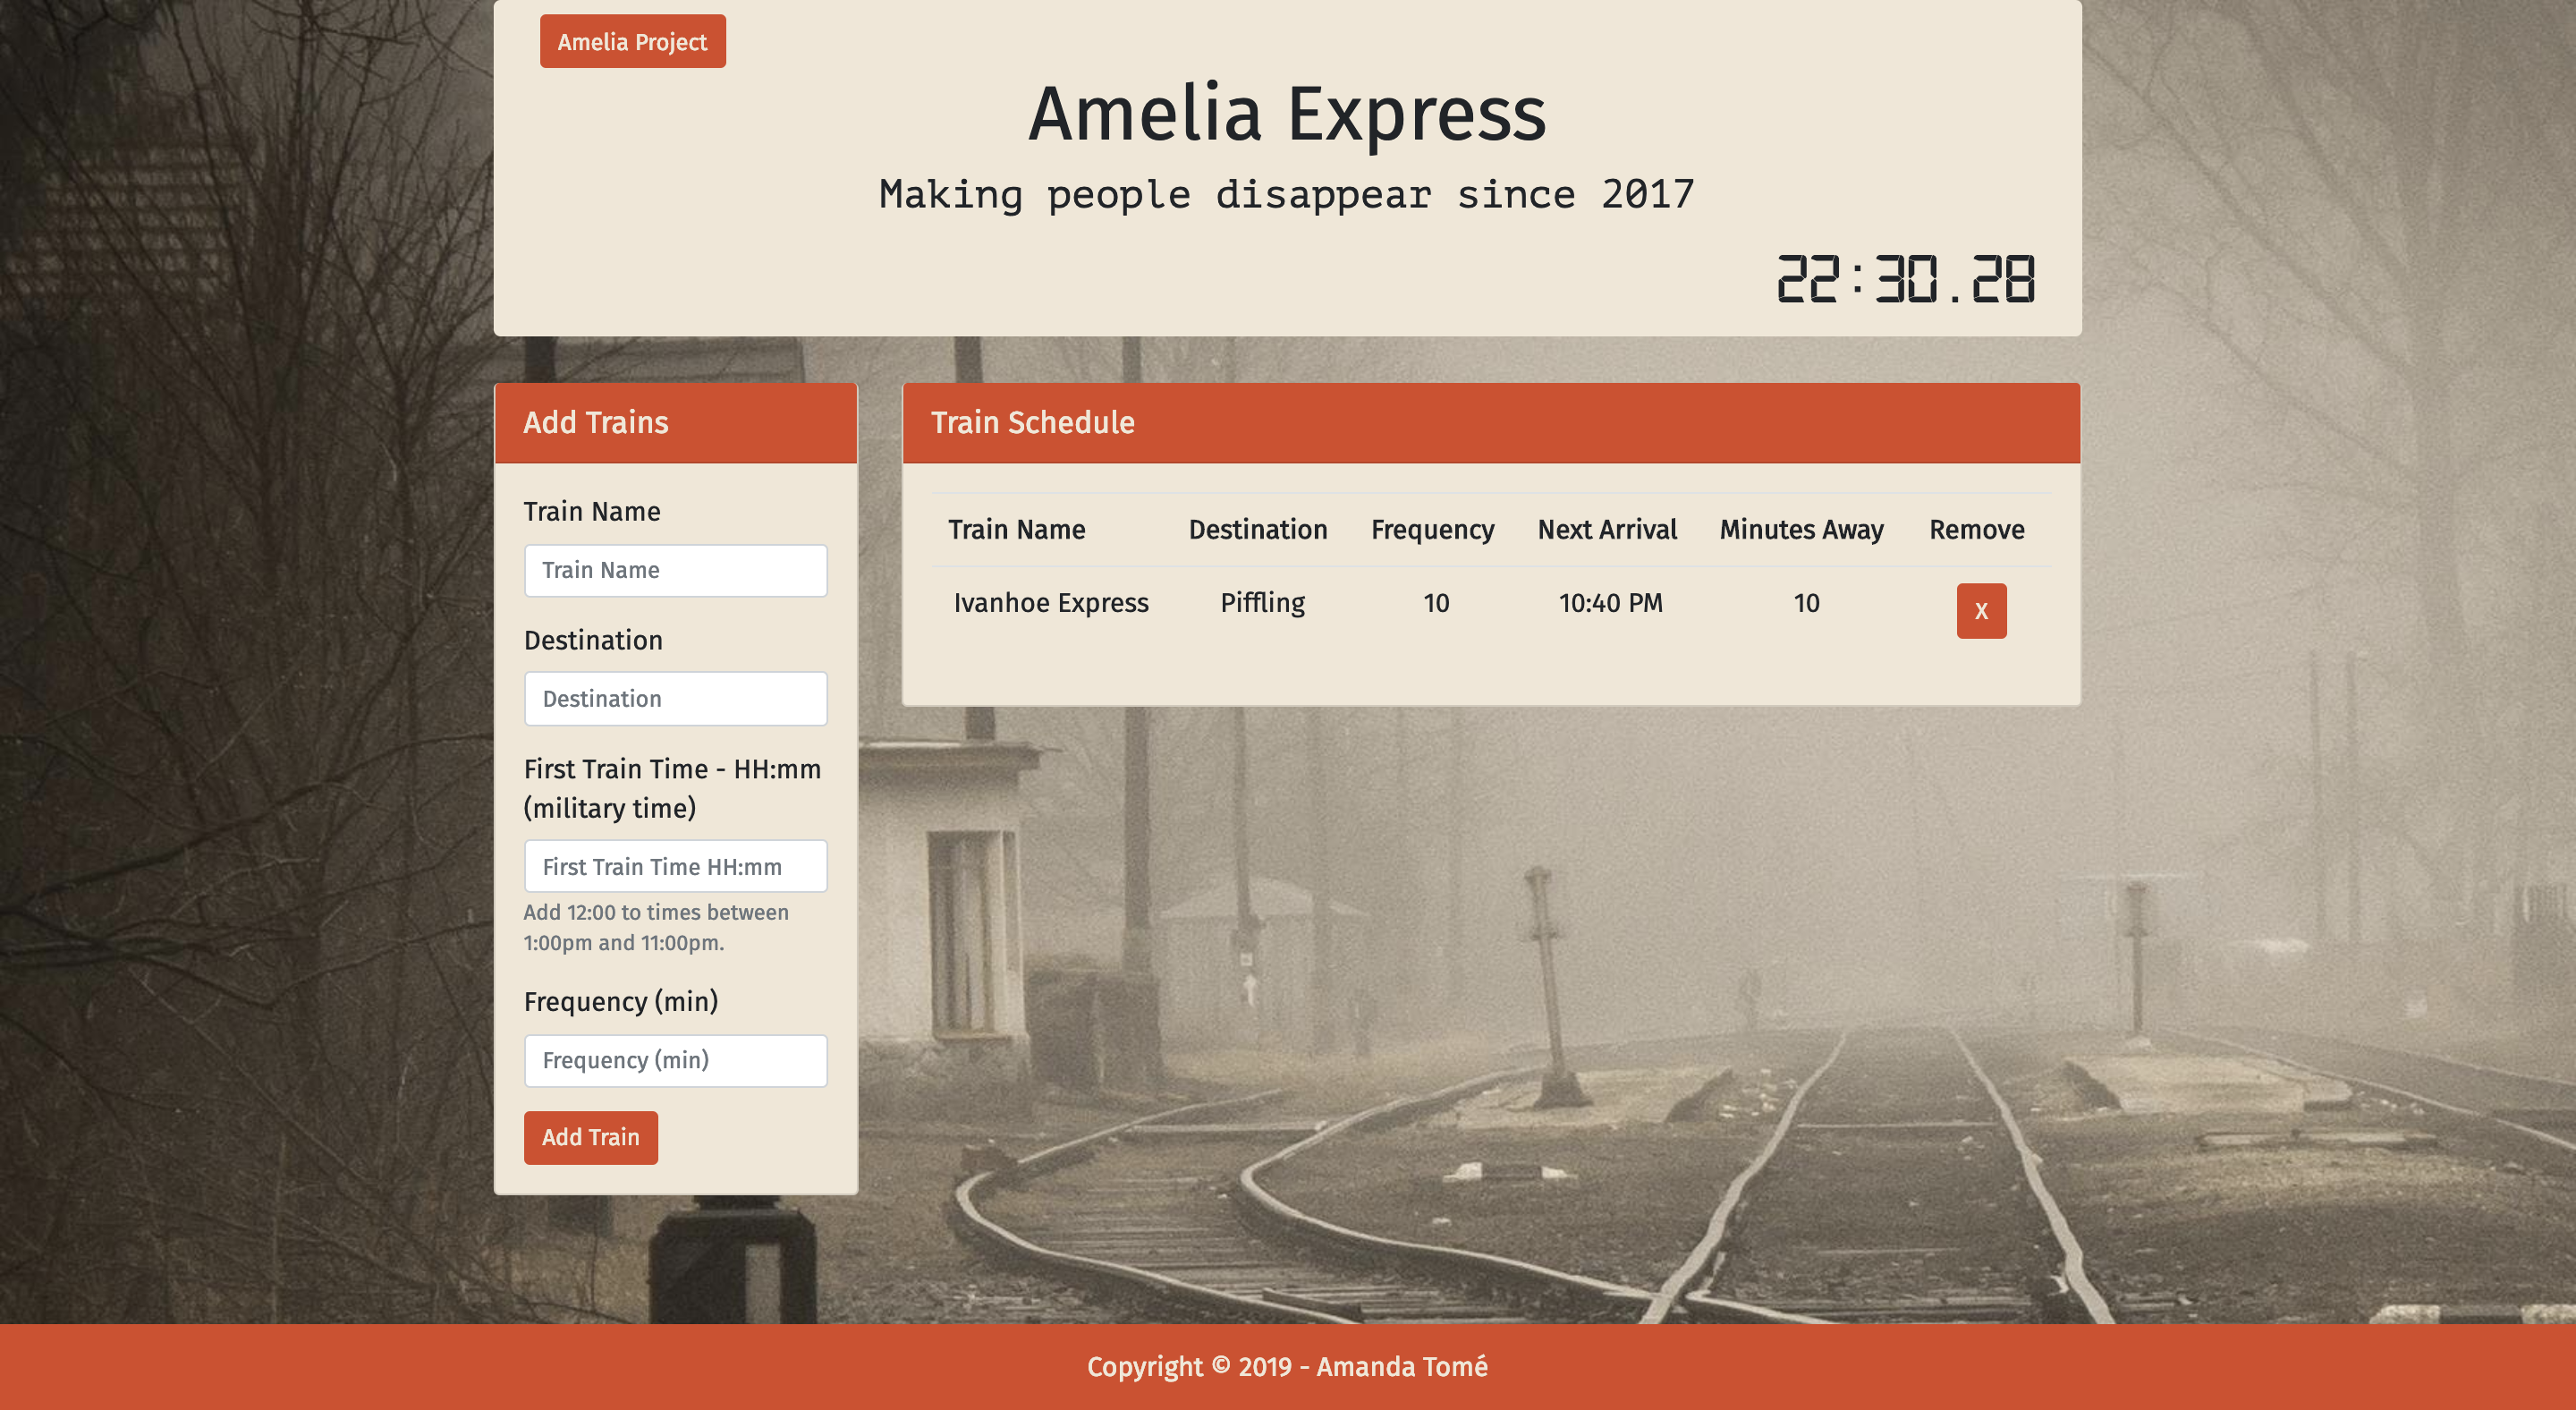 Amelia Project
Amelia Express
Making people disappear since 2017
22:30.28
Add Trains
Train Name
Train Name
Destination
Destination
First Train Time - HH:mm
(military time)
First Train Time HH:mm
Add 12:00 to times between
1:00pm and 11:00pm.
Frequency (min)
Frequency (min)
Add Train
Train Schedule
Train Name Destination Frequency Next Arrival Minutes Away Remove
Ivanhoe Express Piffling 10 10:40 PM 10 X
Copyright © 2019 - Amanda Tomé